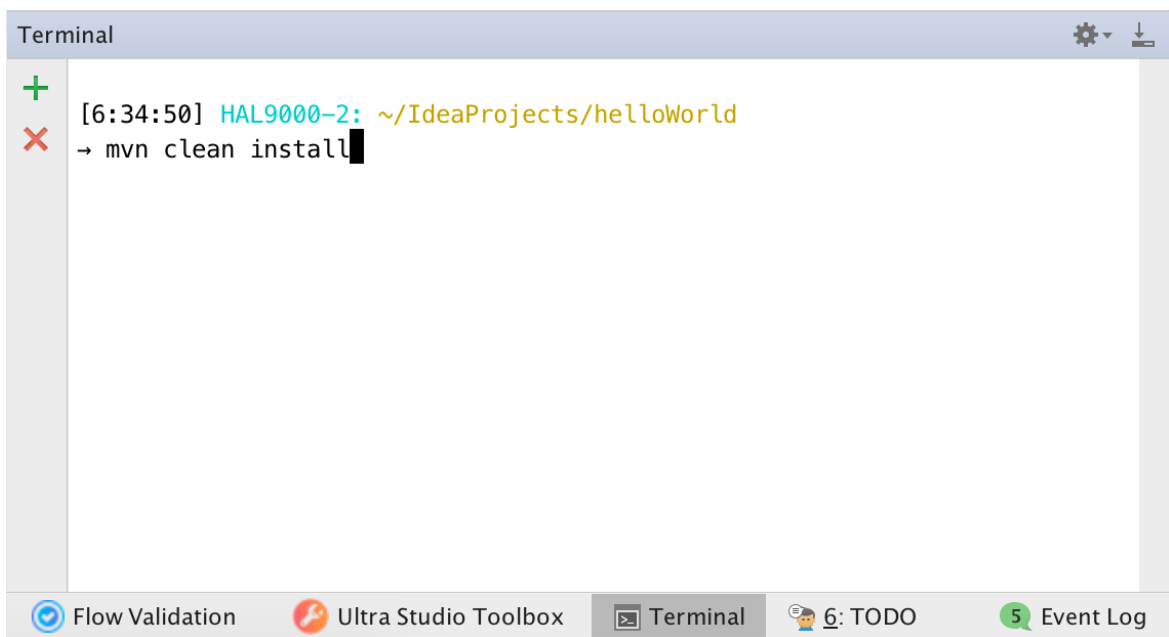 Terminal
[6:34:50] HAL9000-2: ~/IdeaProjects/helloWorld
→ mvn clean install
Flow Validation Ultra Studio Toolbox Terminal 6: TODO 5 Event Log